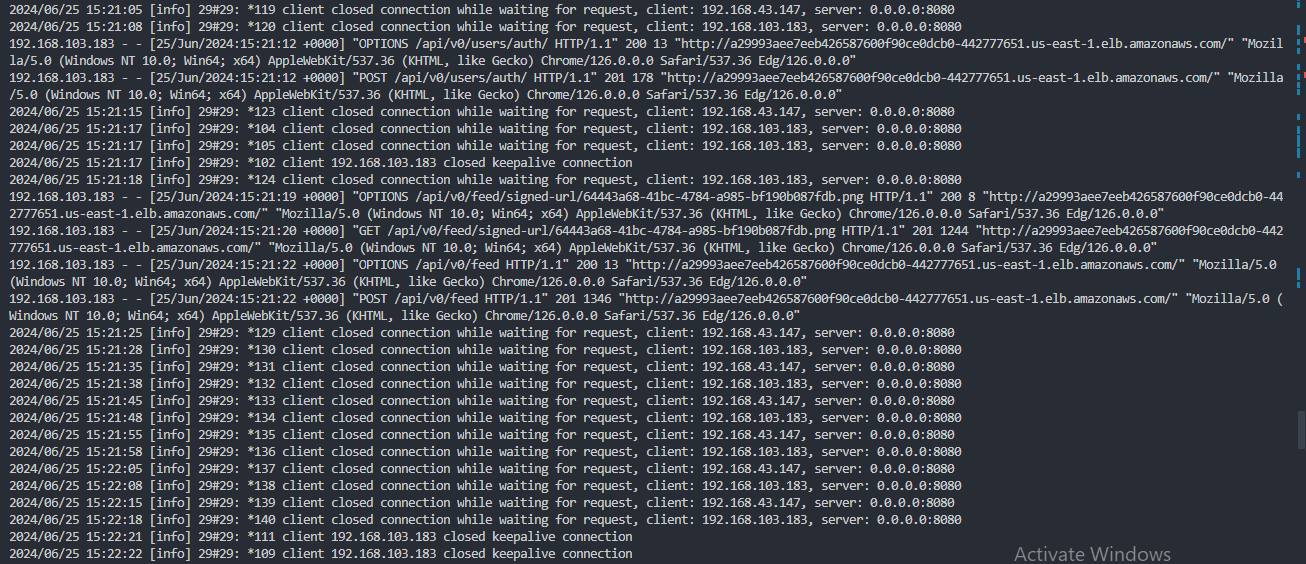 2024/06/25 15:21:05 [info] 29#29: *119 client closed connection while waiting for request, client: 192.168.43.147, server: 0.0.0.0:8080
2024/06/25 15:21:08 [info] 29#29: *120 client closed connection while waiting for request, client: 192.168.103.183, server: 0.0.0.0:8080
192.168.103.183 - - [25/Jun/2024:15:21:12 +0000] "OPTIONS /api/v0/users/auth/ HTTP/1.1" 200 13 "http://a29993aee7eeb426587600f90ce0dcb0-442777651.us-east-1.elb.amazonaws.com/" "Mozil
la/5.0 (Windows NT 10.0; Win64; x64) AppleWebKit/537.36 (KHTML, like Gecko) Chrome/126.0.0.0 Safari/537.36 Edg/126.0.0.0"
192.168.103.183 - - [25/Jun/2024:15:21:12 +0000] "POST /api/v0/users/auth/ HTTP/1.1" 201 178 "http://a29993aee7eeb426587600f90ce0dcb0-442777651.us-east-1.elb.amazonaws.com/" "Mozilla
/5.0 (Windows NT 10.0; Win64; x64) AppleWebKit/537.36 (KHTML, like Gecko) Chrome/126.0.0.0 Safari/537.36 Edg/126.0.0.0"
2024/06/25 15:21:15 [info] 29#29: *123 client closed connection while waiting for request, client: 192.168.43.147, server: 0.0.0.0:8080
2024/06/25 15:21:17 [info] 29#29: *104 client closed connection while waiting for request, client: 192.168.103.183, server: 0.0.0.0:8080
2024/06/25 15:21:17 [info] 29#29: *105 client closed connection while waiting for request, client: 192.168.103.183, server: 0.0.0.0:8080
2024/06/25 15:21:17 [info] 29#29: *102 client 192.168.103.183 closed keepalive connection
2024/06/25 15:21:18 [info] 29#29: *124 client closed connection while waiting for request, client: 192.168.103.183, server: 0.0.0.0:8080
192.168.103.183 - - [25/Jun/2024:15:21:19 +0000] "OPTIONS /api/v0/feed/signed-url/64443a68-41bc-4784-a985-bf190b087fdb.png HTTP/1.1" 200 8 "http://a29993aee7eeb426587600f90ce0dcb0-44
2777651.us-east-1.elb.amazonaws.com/" "Mozilla/5.0 (Windows NT 10.0; Win64; x64) AppleWebKit/537.36 (KHTML, like Gecko) Chrome/126.0.0.0 Safari/537.36 Edg/126.0.0.0"
192.168.103.183 - - [25/Jun/2024:15:21:20 +0000] "GET /api/v0/feed/signed-url/64443a68-41bc-4784-a985-bf190b087fdb.png HTTP/1.1" 201 1244 "http://a29993aee7eeb426587600f90ce0dcb0-442
777651.us-east-1.elb.amazonaws.com/" "Mozilla/5.0 (Windows NT 10.0; Win64; x64) AppleWebKit/537.36 (KHTML, like Gecko) Chrome/126.0.0.0 Safari/537.36 Edg/126.0.0.0"
192.168.103.183 - - [25/Jun/2024:15:21:22 +0000] "OPTIONS /api/v0/feed HTTP/1.1" 200 13 "http://a29993aee7eeb426587600f90ce0dcb0-442777651.us-east-1.elb.amazonaws.com/" "Mozilla/5.0
(Windows NT 10.0; Win64; x64) AppleWebKit/537.36 (KHTML, like Gecko) Chrome/126.0.0.0 Safari/537.36 Edg/126.0.0.0"
192.168.103.183 - - [25/Jun/2024:15:21:22 +0000] "POST /api/v0/feed HTTP/1.1" 201 1346 "http://a29993aee7eeb426587600f90ce0dcb0-442777651.us-east-1.elb.amazonaws.com/" "Mozilla/5.0 (
Windows NT 10.0; Win64; x64) AppleWebKit/537.36 (KHTML, like Gecko) Chrome/126.0.0.0 Safari/537.36 Edg/126.0.0.0"
2024/06/25 15:21:25 [info] 29#29: *129 client closed connection while waiting for request, client: 192.168.43.147, server: 0.0.0.0:8080
2024/06/25 15:21:28 [info] 29#29: *130 client closed connection while waiting for request, client: 192.168.103.183, server: 0.0.0.0:8080
2024/06/25 15:21:35 [info] 29#29: *131 client closed connection while waiting for request, client: 192.168.43.147, server: 0.0.0.0:8080
2024/06/25 15:21:38 [info] 29#29: *132 client closed connection while waiting for request, client: 192.168.103.183, server: 0.0.0.0:8080
2024/06/25 15:21:45 [info] 29#29: *133 client closed connection while waiting for request, client: 192.168.43.147, server: 0.0.0.0:8080
2024/06/25 15:21:48 [info] 29#29: *134 client closed connection while waiting for request, client: 192.168.103.183, server: 0.0.0.0:8080
2024/06/25 15:21:55 [info] 29#29: *135 client closed connection while waiting for request, client: 192.168.43.147, server: 0.0.0.0:8080
2024/06/25 15:21:58 [info] 29#29: *136 client closed connection while waiting for request, client: 192.168.103.183, server: 0.0.0.0:8080
2024/06/25 15:22:05 [info] 29#29: *137 client closed connection while waiting for request, client: 192.168.43.147, server: 0.0.0.0:8080
2024/06/25 15:22:08 [info] 29#29: *138 client closed connection while waiting for request, client: 192.168.103.183, server: 0.0.0.0:8080
2024/06/25 15:22:15 [info] 29#29: *139 client closed connection while waiting for request, client: 192.168.43.147, server: 0.0.0.0:8080
2024/06/25 15:22:18 [info] 29#29: *140 client closed connection while waiting for request, client: 192.168.103.183, server: 0.0.0.0:8080
2024/06/25 15:22:21 [info] 29#29: *111 client 192.168.103.183 closed keepalive connection
2024/06/25 15:22:22 [info] 29#29: *109 client 192.168.103.183 closed keepalive connection
Activate Windows